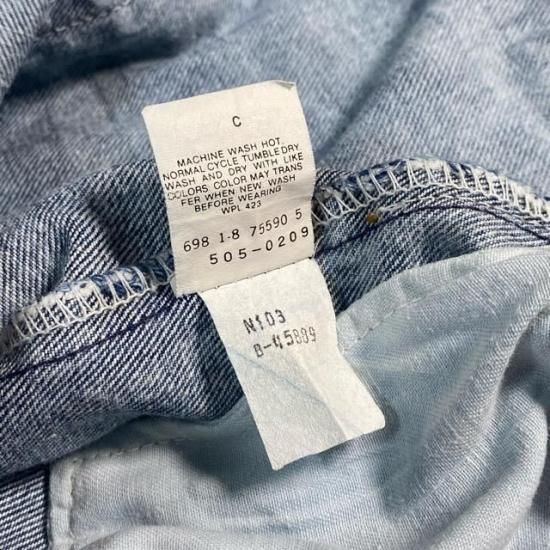 C
MACHINE WASH HOT
NORMAL CYCLE TUMBLE DRY
WASH AND DRY WITH LIKE
COLORS. COLOR MAY TRANS
FER WHEN NEW WASH
BEFORE WEARING
WPL 423
698 1-8 75590 5
505-0209
N103
B-45889